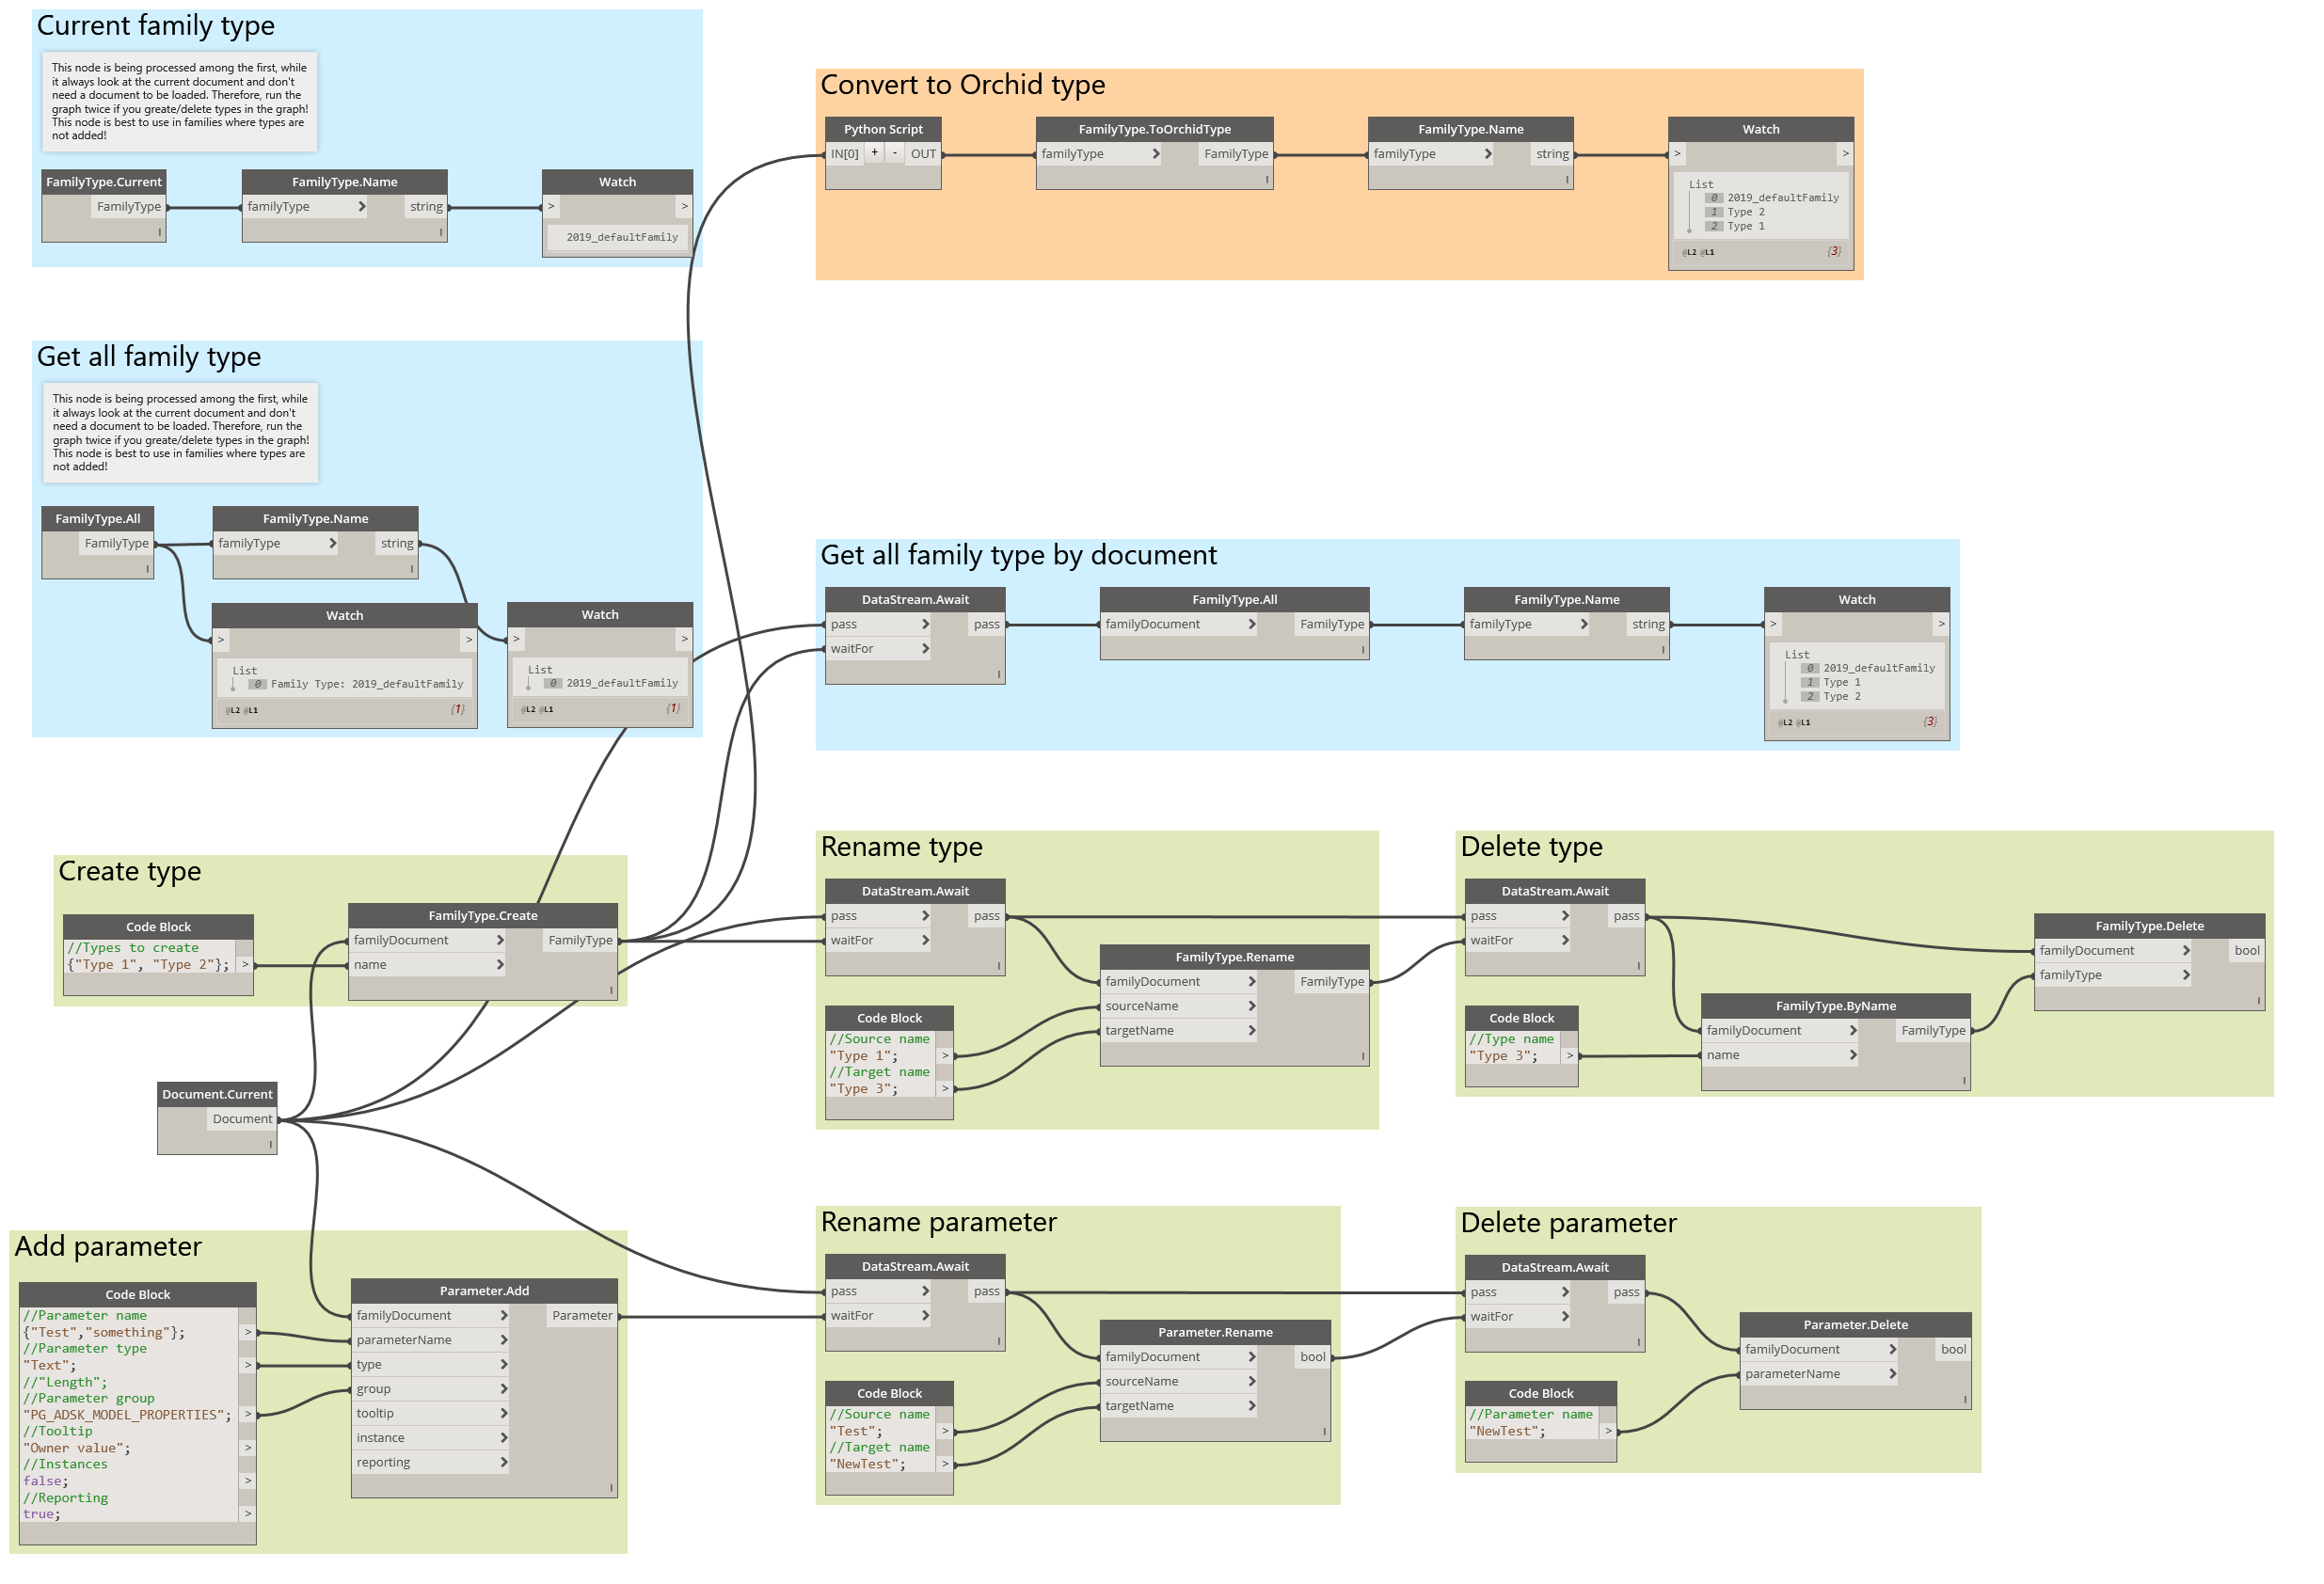 Current family type
This node is being processed among the first, while
it always look at the current document and don't
need a document to be loaded. Therefore, run the
graph twice if you greate/delete types in the graph!
This node is best to use in families where types are
not added!
FamilyType.Current
FamilyType
FamilyType.Name
familyType > string
Watch
> >
2019_defaultFamily
Convert to Orchid type
Python Script
IN[0] + - OUT
FamilyType.ToOrchidType
familyType > FamilyType
FamilyType.Name
familyType > string
Watch
> >
List
0 2019_defaultFamily
1 Type 2
2 Type 1
@L2 @L1 {3}
Get all family type
This node is being processed among the first, while
it always look at the current document and don't
need a document to be loaded. Therefore, run the
graph twice if you greate/delete types in the graph!
This node is best to use in families where types are
not added!
FamilyType.All
FamilyType
FamilyType.Name
familyType > string
Watch
> >
List
0 Family Type: 2019_defaultFamily
@L2 @L1 {1}
Watch
> >
List
0 2019_defaultFamily
@L2 @L1 {1}
Get all family type by document
DataStream.Await
pass > pass
waitFor >
FamilyType.All
familyDocument > FamilyType
FamilyType.Name
familyType > string
Watch
> >
List
0 2019_defaultFamily
1 Type 1
2 Type 2
@L2 @L1 {3}
Create type
Code Block
//Types to create
{"Type 1", "Type 2"}; >
FamilyType.Create
familyDocument > FamilyType
name >
Document.Current
Document
Rename type
DataStream.Await
pass > pass
waitFor >
Code Block
//Source name
"Type 1"; >
//Target name
"Type 3"; >
FamilyType.Rename
familyDocument > FamilyType
sourceName >
targetName >
Delete type
DataStream.Await
pass > pass
waitFor >
Code Block
//Type name
"Type 3"; >
FamilyType.ByName
familyDocument > FamilyType
name >
FamilyType.Delete
familyDocument > bool
familyType >
Add parameter
Code Block
//Parameter name
{"Test","something"}; >
//Parameter type
"Text"; >
//"Length";
//Parameter group
"PG_ADSK_MODEL_PROPERTIES"; >
//Tooltip
"Owner value"; >
//Instances
false; >
//Reporting
true; >
Parameter.Add
familyDocument > Parameter
parameterName >
type >
group >
tooltip >
instance >
reporting >
Rename parameter
DataStream.Await
pass > pass
waitFor >
Code Block
//Source name
"Test"; >
//Target name
"NewTest"; >
Parameter.Rename
familyDocument > bool
sourceName >
targetName >
Delete parameter
DataStream.Await
pass > pass
waitFor >
Code Block
//Parameter name
"NewTest"; >
Parameter.Delete
familyDocument > bool
parameterName >